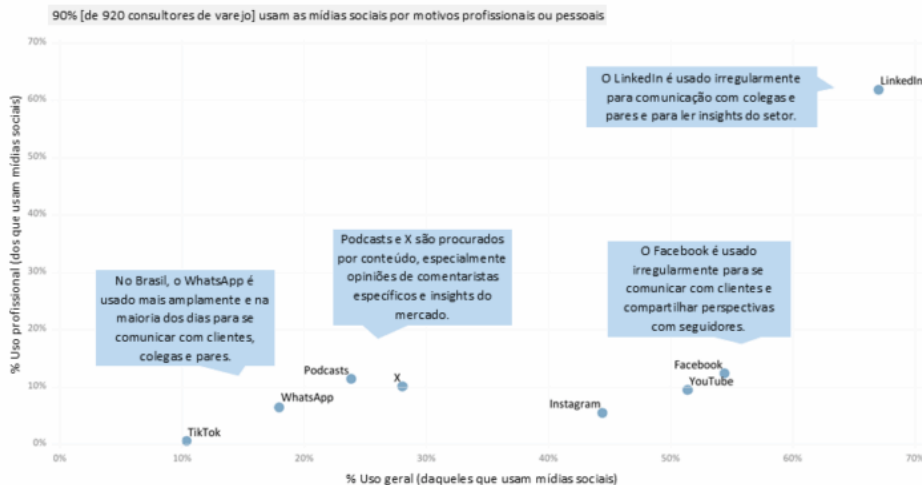 90% [de 920 consultores de varejo] usam as mídias sociais por motivos profissionais ou pessoais
% Uso profissional (dos que usam mídias sociais)
70%
60%
50%
40%
30%
20%
10%
0%
O LinkedIn é usado irregularmente
para comunicação com colegas e
pares e para ler insights do setor.
LinkedIn
Podcasts e X são procurados
por conteúdo, especialmente
opiniões de comentaristas
específicos e insights do
mercado.
O Facebook é usado
irregularmente para se
comunicar com clientes e
compartilhar perspectivas
com seguidores.
No Brasil, o WhatsApp é
usado mais amplamente e na
maioria dos dias para se
comunicar com clientes,
colegas e pares.
Podcasts
X
Facebook
YouTube
WhatsApp
Instagram
TikTok
0%
10%
20%
30%
40%
50%
60%
70%
% Uso geral (daqueles que usam mídias sociais)